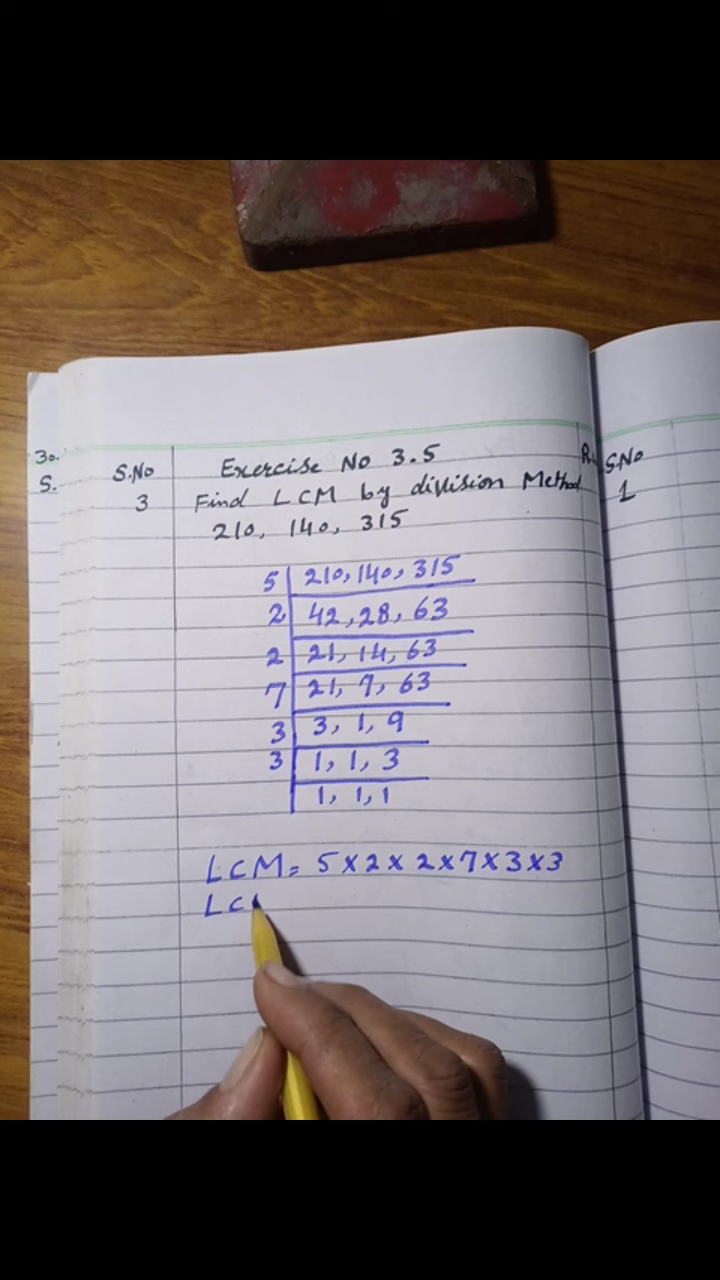 30.
S.
S.No Exercise No 3.5
3 Find LCM by division Method
210, 140, 315
5 210, 140, 315
2 42, 28, 63
2 21, 14, 63
7 21, 7, 63
3 3, 1, 9
3 1, 1, 3
1, 1, 1
LCM = 5 x 2 x 2 x 7 x 3 x 3
LC
S.No
1